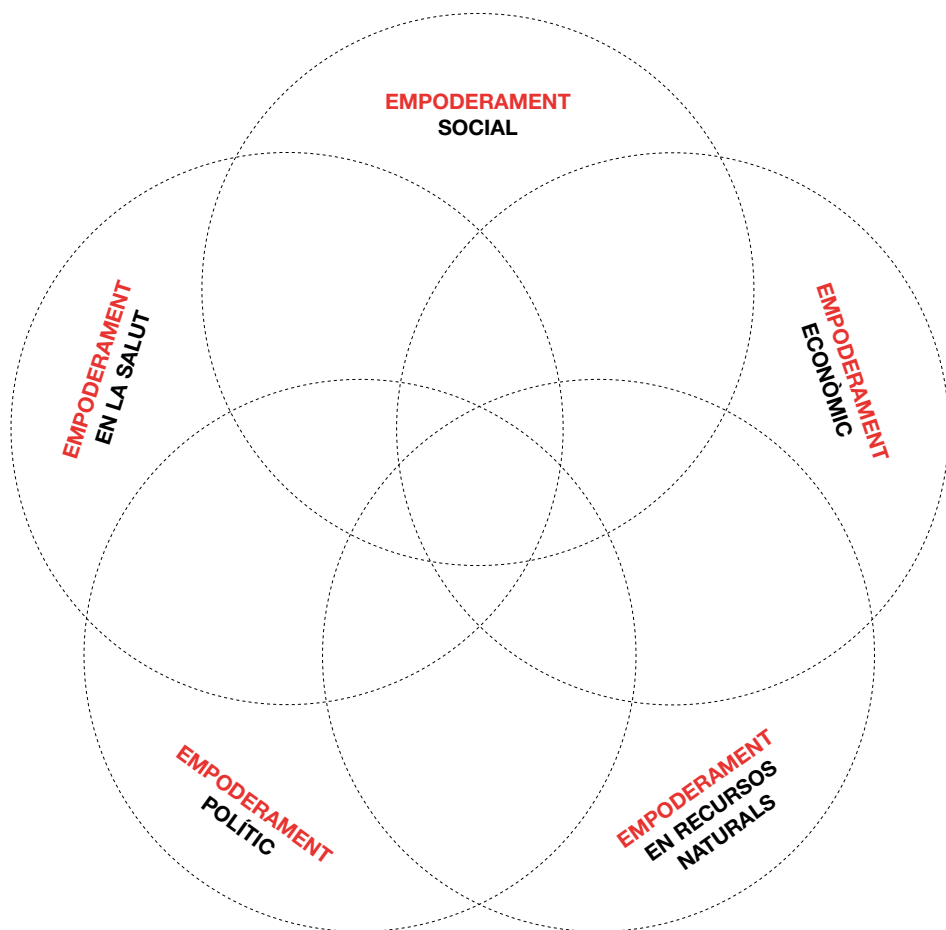 EMPODERAMENT
SOCIAL
EMPODERAMENT
EN LA SALUT
EMPODERAMENT
ECONÒMIC
EMPODERAMENT
POLÍTIC
EMPODERAMENT
EN RECURSOS
NATURALS